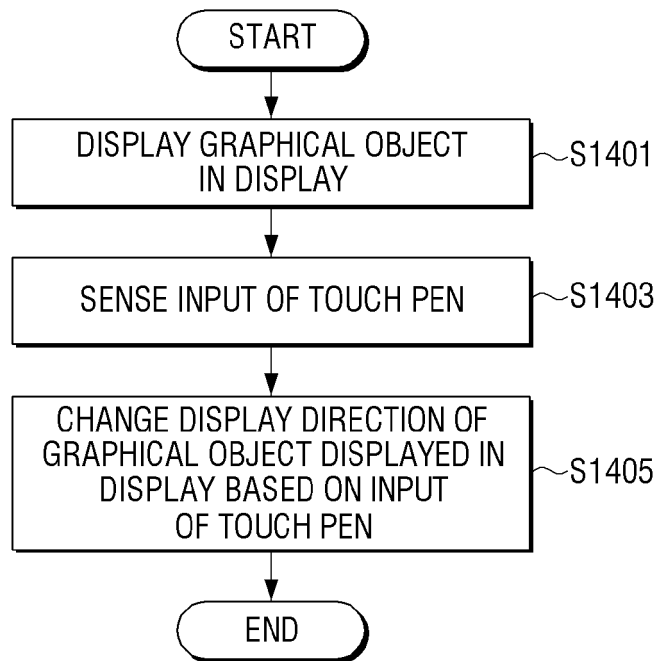 START
DISPLAY GRAPHICAL OBJECT
IN DISPLAY
S1401
SENSE INPUT OF TOUCH PEN
S1403
CHANGE DISPLAY DIRECTION OF
GRAPHICAL OBJECT DISPLAYED IN
DISPLAY BASED ON INPUT
OF TOUCH PEN
S1405
END